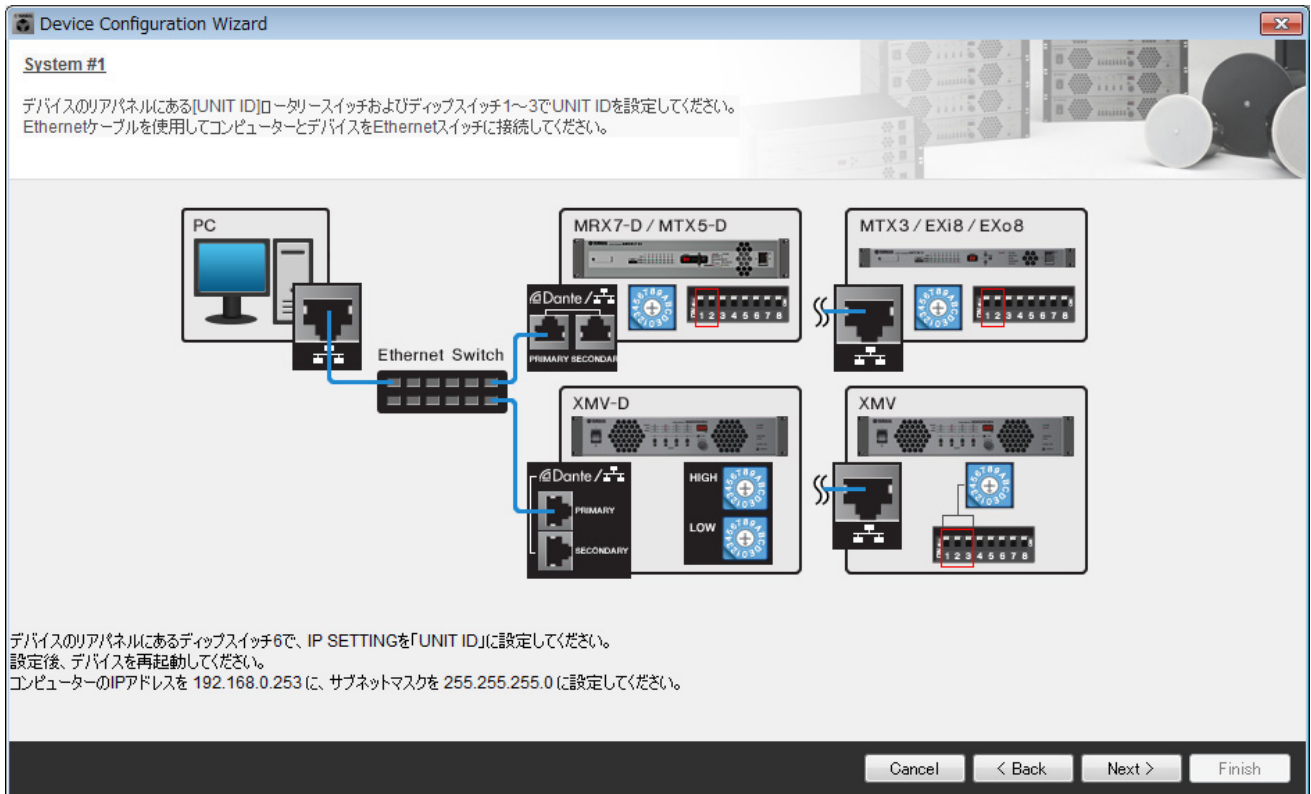 Device Configuration Wizard
System #1
デバイスのリアパネルにある[UNIT ID]ロータリースイッチおよびディップスイッチ1～3でUNIT IDを設定してください。
Ethernetケーブルを使用してコンピューターとデバイスをEthernetスイッチに接続してください。
PC
MRX7-D / MTX5-D
MTX3 / EXi8 / EXo8
Dante /
PRIMARY SECONDAR
1 2 3 4 5 6 7 8
1 2 3 4 5 6 7 8
Ethernet Switch
XMV-D
XMV
Dante /
PRIMARY
SECONDARY
HIGH
LOW
1 2 3 4 5 6 7 8
デバイスのリアパネルにあるディップスイッチ6で、IP SETTINGを「UNIT ID」に設定してください。
設定後、デバイスを再起動してください。
コンピューターのIPアドレスを 192.168.0.253 に、サブネットマスクを 255.255.255.0 に設定してください。
Cancel
< Back
Next >
Finish